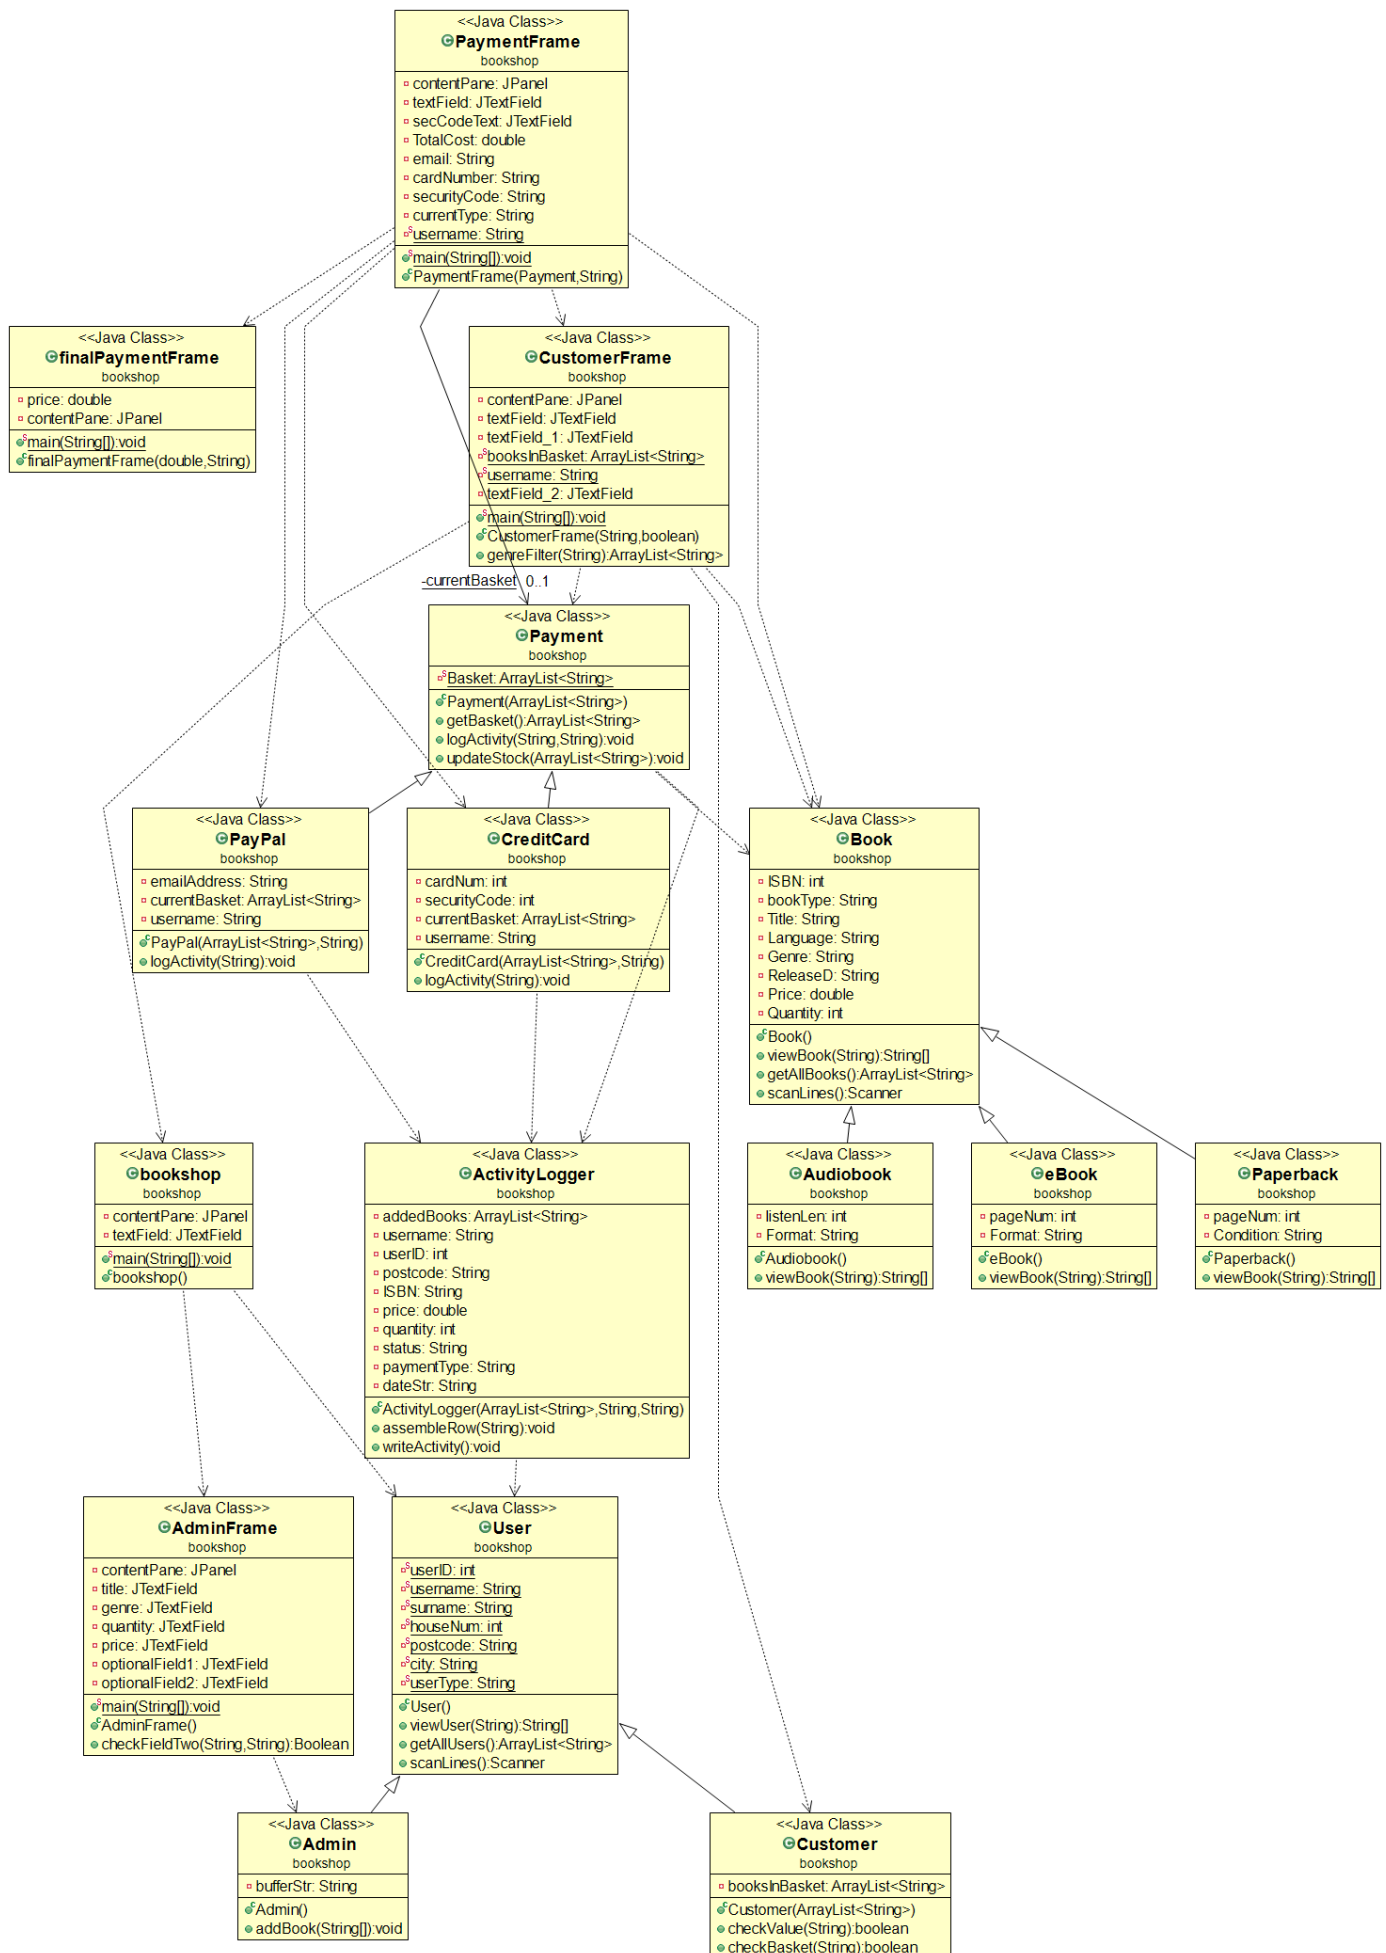 <<Java Class>>
PaymentFrame
bookshop
contentPane: JPanel
textField: JTextField
secCodeText: JTextField
TotalCost: double
email: String
cardNumber: String
securityCode: String
currentType: String
username: String
main(String[]):void
PaymentFrame(Payment,String)
<<Java Class>>
finalPaymentFrame
bookshop
price: double
contentPane: JPanel
main(String[]):void
finalPaymentFrame(double,String)
<<Java Class>>
CustomerFrame
bookshop
contentPane: JPanel
textField: JTextField
textField_1: JTextField
booksInBasket: ArrayList<String>
username: String
textField_2: JTextField
main(String[]):void
CustomerFrame(String,boolean)
genreFilter(String):ArrayList<String>
-currentBasket 0..1
<<Java Class>>
Payment
bookshop
Basket: ArrayList<String>
Payment(ArrayList<String>)
getBasket():ArrayList<String>
logActivity(String,String):void
updateStock(ArrayList<String>):void
<<Java Class>>
PayPal
bookshop
emailAddress: String
currentBasket: ArrayList<String>
username: String
PayPal(ArrayList<String>,String)
logActivity(String):void
<<Java Class>>
CreditCard
bookshop
cardNum: int
securityCode: int
currentBasket: ArrayList<String>
username: String
CreditCard(ArrayList<String>,String)
logActivity(String):void
<<Java Class>>
Book
bookshop
ISBN: int
bookType: String
Title: String
Language: String
Genre: String
ReleaseD: String
Price: double
Quantity: int
Book()
viewBook(String):String[]
getAllBooks():ArrayList<String>
scanLines():Scanner
<<Java Class>>
bookshop
bookshop
contentPane: JPanel
textField: JTextField
main(String[]):void
bookshop()
<<Java Class>>
ActivityLogger
bookshop
addedBooks: ArrayList<String>
username: String
userID: int
postcode: String
ISBN: String
price: double
quantity: int
status: String
paymentType: String
dateStr: String
ActivityLogger(ArrayList<String>,String,String)
assembleRow(String):void
writeActivity():void
<<Java Class>>
Audiobook
bookshop
listenLen: int
Format: String
Audiobook()
viewBook(String):String[]
<<Java Class>>
eBook
bookshop
pageNum: int
Format: String
eBook()
viewBook(String):String[]
<<Java Class>>
Paperback
bookshop
pageNum: int
Condition: String
Paperback()
viewBook(String):String[]
<<Java Class>>
AdminFrame
bookshop
contentPane: JPanel
title: JTextField
genre: JTextField
quantity: JTextField
price: JTextField
optionalField1: JTextField
optionalField2: JTextField
main(String[]):void
AdminFrame()
checkFieldTwo(String,String):Boolean
<<Java Class>>
User
bookshop
userID: int
username: String
surname: String
houseNum: int
postcode: String
city: String
userType: String
User()
viewUser(String):String[]
getAllUsers():ArrayList<String>
scanLines():Scanner
<<Java Class>>
Admin
bookshop
bufferStr: String
Admin()
addBook(String[]):void
<<Java Class>>
Customer
bookshop
booksInBasket: ArrayList<String>
Customer(ArrayList<String>)
checkValue(String):boolean
checkBasket(String):boolean